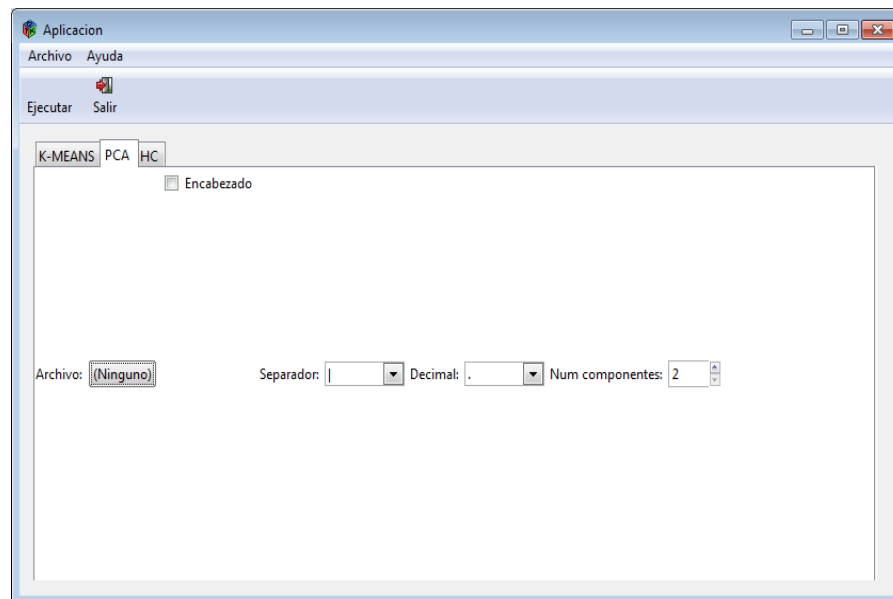 Aplicacion
Archivo Ayuda
Ejecutar Salir
K-MEANS PCA HC
Encabezado
Archivo: (Ninguno) Separador: | Decimal: . Num componentes: 2